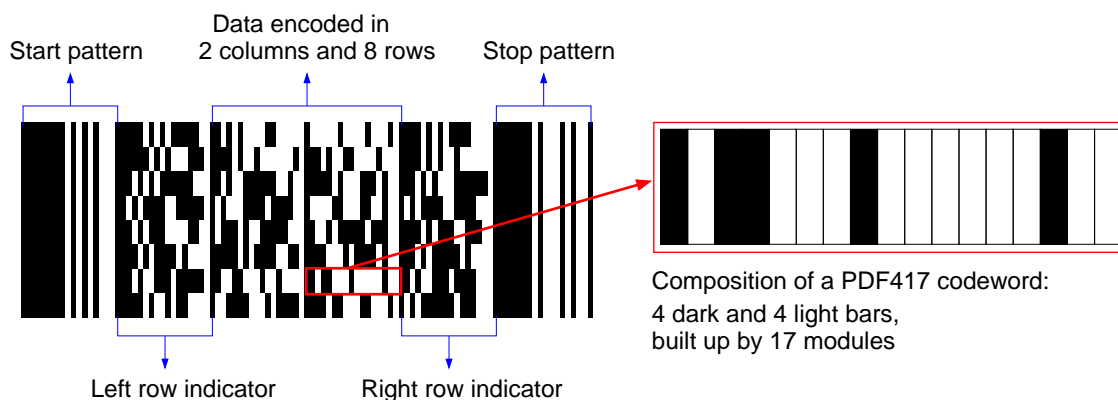 Data encoded in
Start pattern
2 columns and 8 rows
Stop pattern
Composition of a PDF417 codeword:
4 dark and 4 light bars,
built up by 17 modules
Left row indicator
Right row indicator